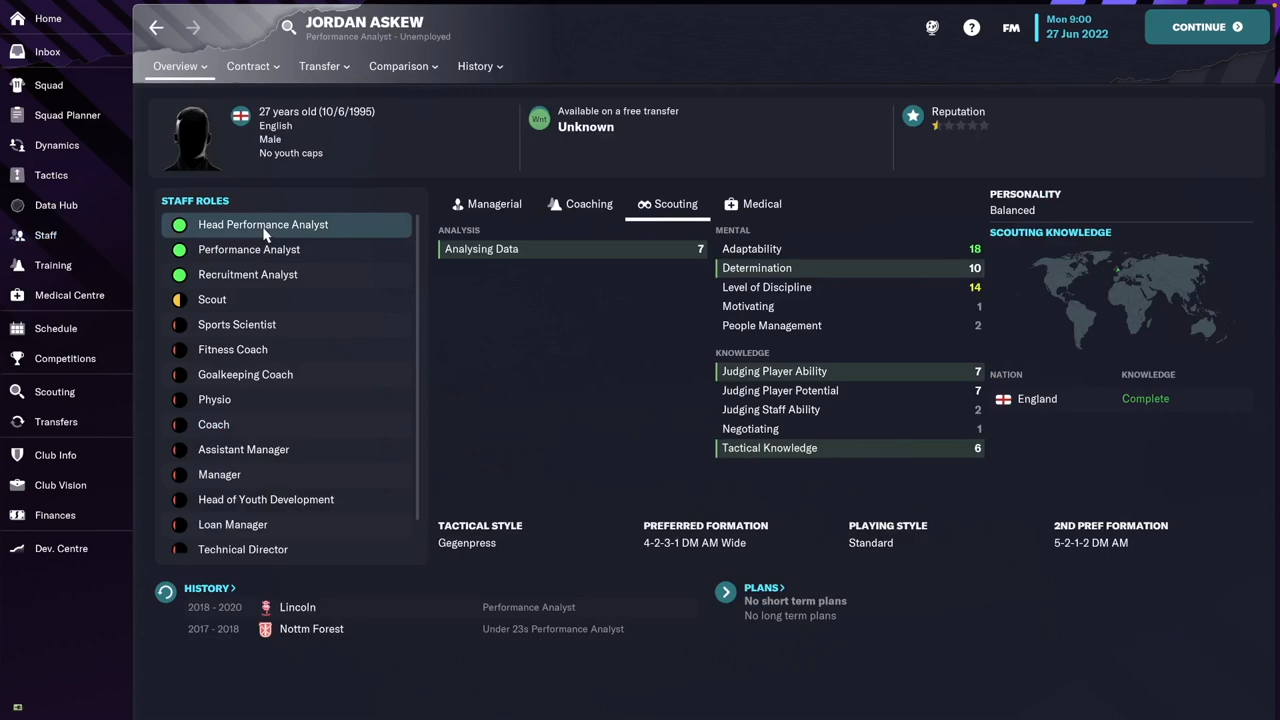 Home
Inbox
Squad
Squad Planner
Dynamics
Tactics
Data Hub
Staff
Training
Medical Centre
Schedule
Competitions
Scouting
Transfers
Club Info
Club Vision
Finances
Dev. Centre
JORDAN ASKEW
Performance Analyst - Unemployed
FM
Mon 9:00
27 Jun 2022
CONTINUE
Overview
Contract
Transfer
Comparison
History
27 years old (10/6/1995)
English
Male
No youth caps
Wnt
Available on a free transfer
Unknown
Reputation
STAFF ROLES
Head Performance Analyst
Performance Analyst
Recruitment Analyst
Scout
Sports Scientist
Fitness Coach
Goalkeeping Coach
Physio
Coach
Assistant Manager
Manager
Head of Youth Development
Loan Manager
Technical Director
Managerial
Coaching
Scouting
Medical
ANALYSIS
Analysing Data 7
MENTAL
Adaptability 18
Determination 10
Level of Discipline 14
Motivating 1
People Management 2
KNOWLEDGE
Judging Player Ability 7
Judging Player Potential 7
Judging Staff Ability 2
Negotiating 1
Tactical Knowledge 6
PERSONALITY
Balanced
SCOUTING KNOWLEDGE
NATION KNOWLEDGE
England Complete
TACTICAL STYLE
Gegenpress
PREFERRED FORMATION
4-2-3-1 DM AM Wide
PLAYING STYLE
Standard
2ND PREF FORMATION
5-2-1-2 DM AM
HISTORY >
2018 - 2020 Lincoln Performance Analyst
2017 - 2018 Nottm Forest Under 23s Performance Analyst
PLANS >
No short term plans
No long term plans